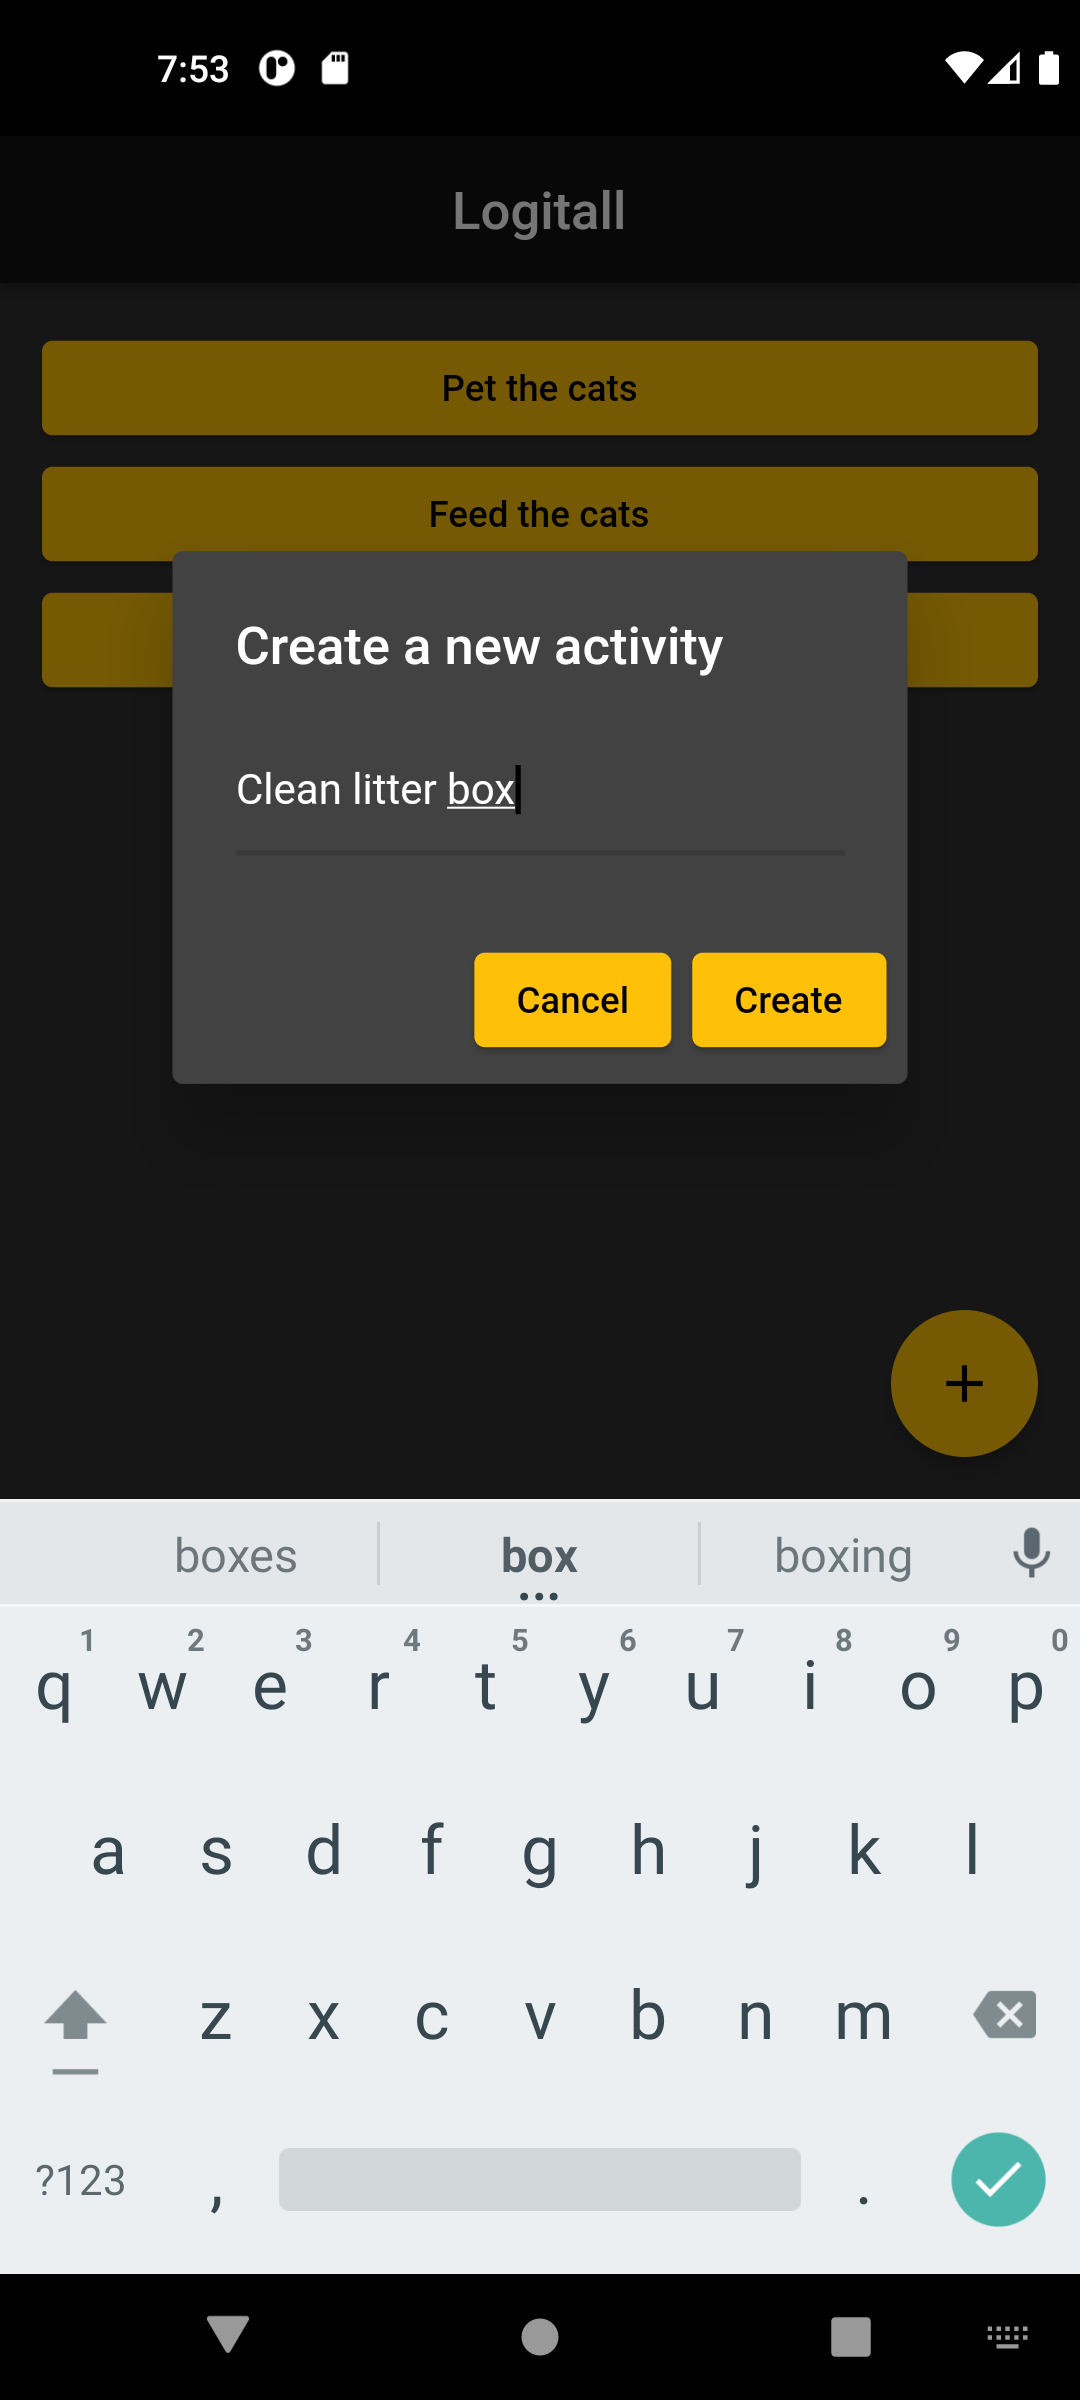 7:53
Logitall
Pet the cats
Feed the cats
Create a new activity
Clean litter box
Cancel Create
+
boxes box boxing
1 2 3 4 5 6 7 8 9 0
q w e r t y u i o p
a s d f g h j k l
z x c v b n m
?123 , .